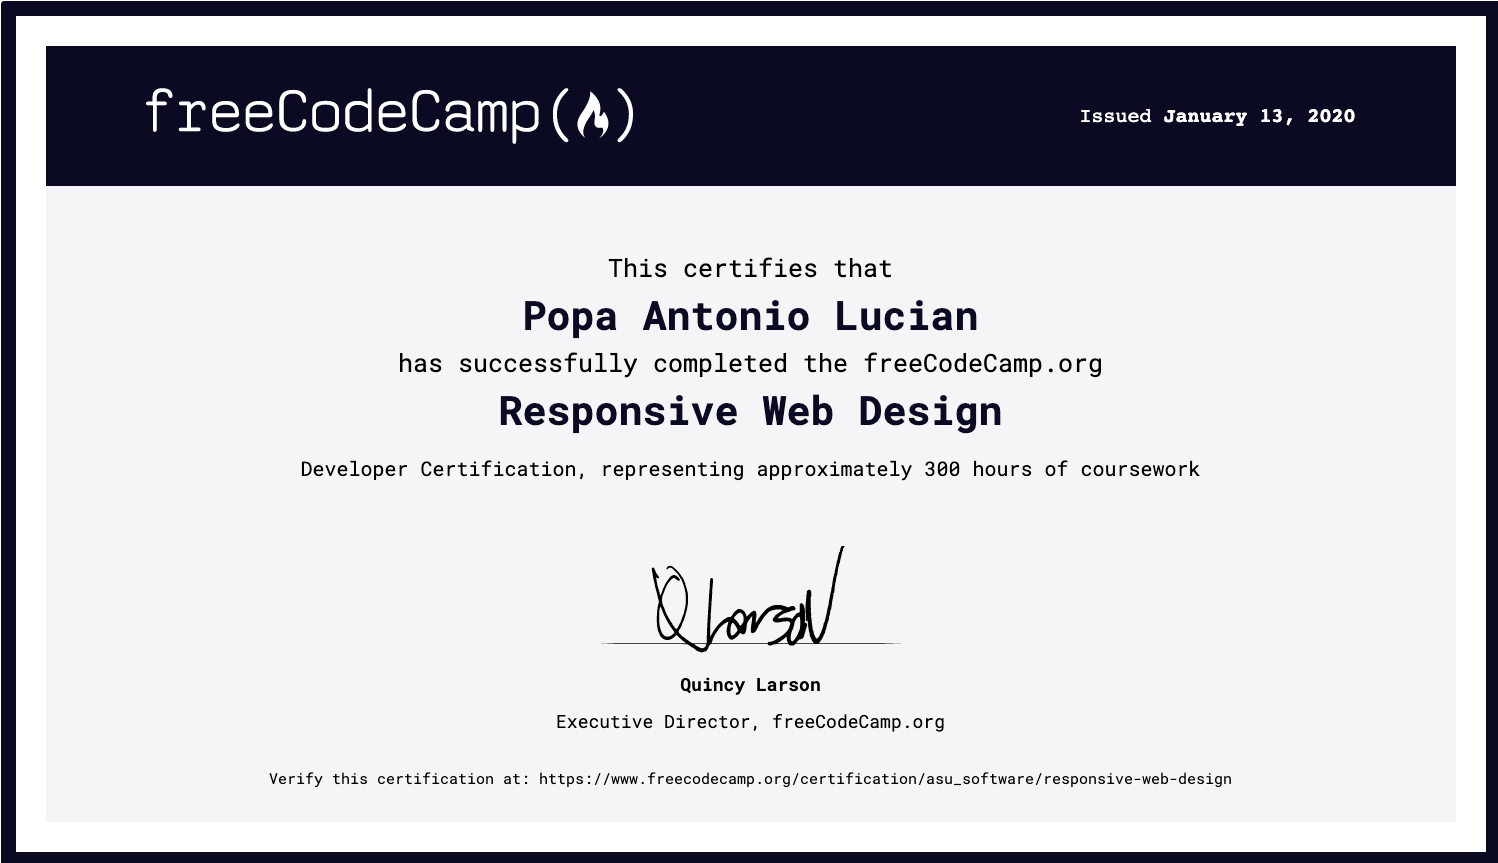 freeCodeCamp(🔥)
Issued January 13, 2020
This certifies that
Popa Antonio Lucian
has successfully completed the freeCodeCamp.org
Responsive Web Design
Developer Certification, representing approximately 300 hours of coursework
Q Larson
Quincy Larson
Executive Director, freeCodeCamp.org
Verify this certification at: https://www.freecodecamp.org/certification/asu_software/responsive-web-design